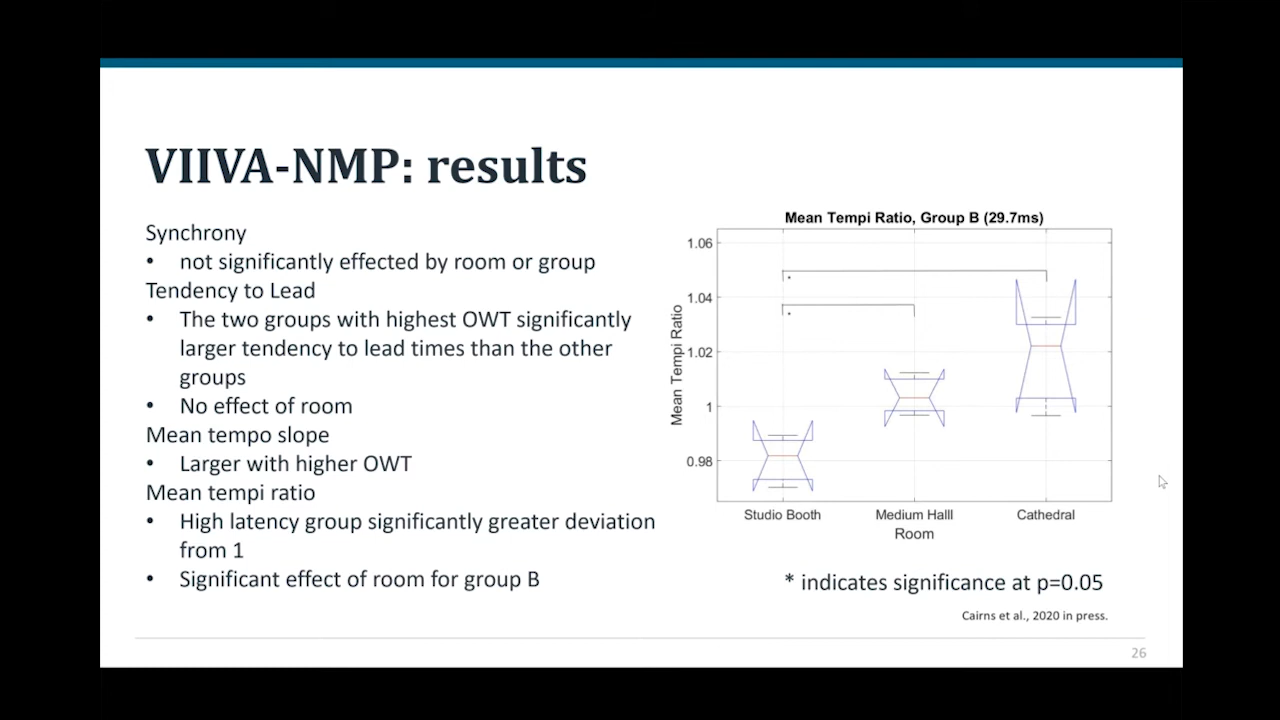 VIIVA-NMP: results
Synchrony
• not significantly effected by room or group
Tendency to Lead
• The two groups with highest OWT significantly
larger tendency to lead times than the other
groups
• No effect of room
Mean tempo slope
• Larger with higher OWT
Mean tempi ratio
• High latency group significantly greater deviation
from 1
• Significant effect of room for group B
Mean Tempi Ratio, Group B (29.7ms)
Mean Tempi Ratio
1.06
1.04
1.02
1
0.98
*
*
Studio Booth
Medium Halll
Cathedral
Room
* indicates significance at p=0.05
Cairns et al., 2020 in press.
26